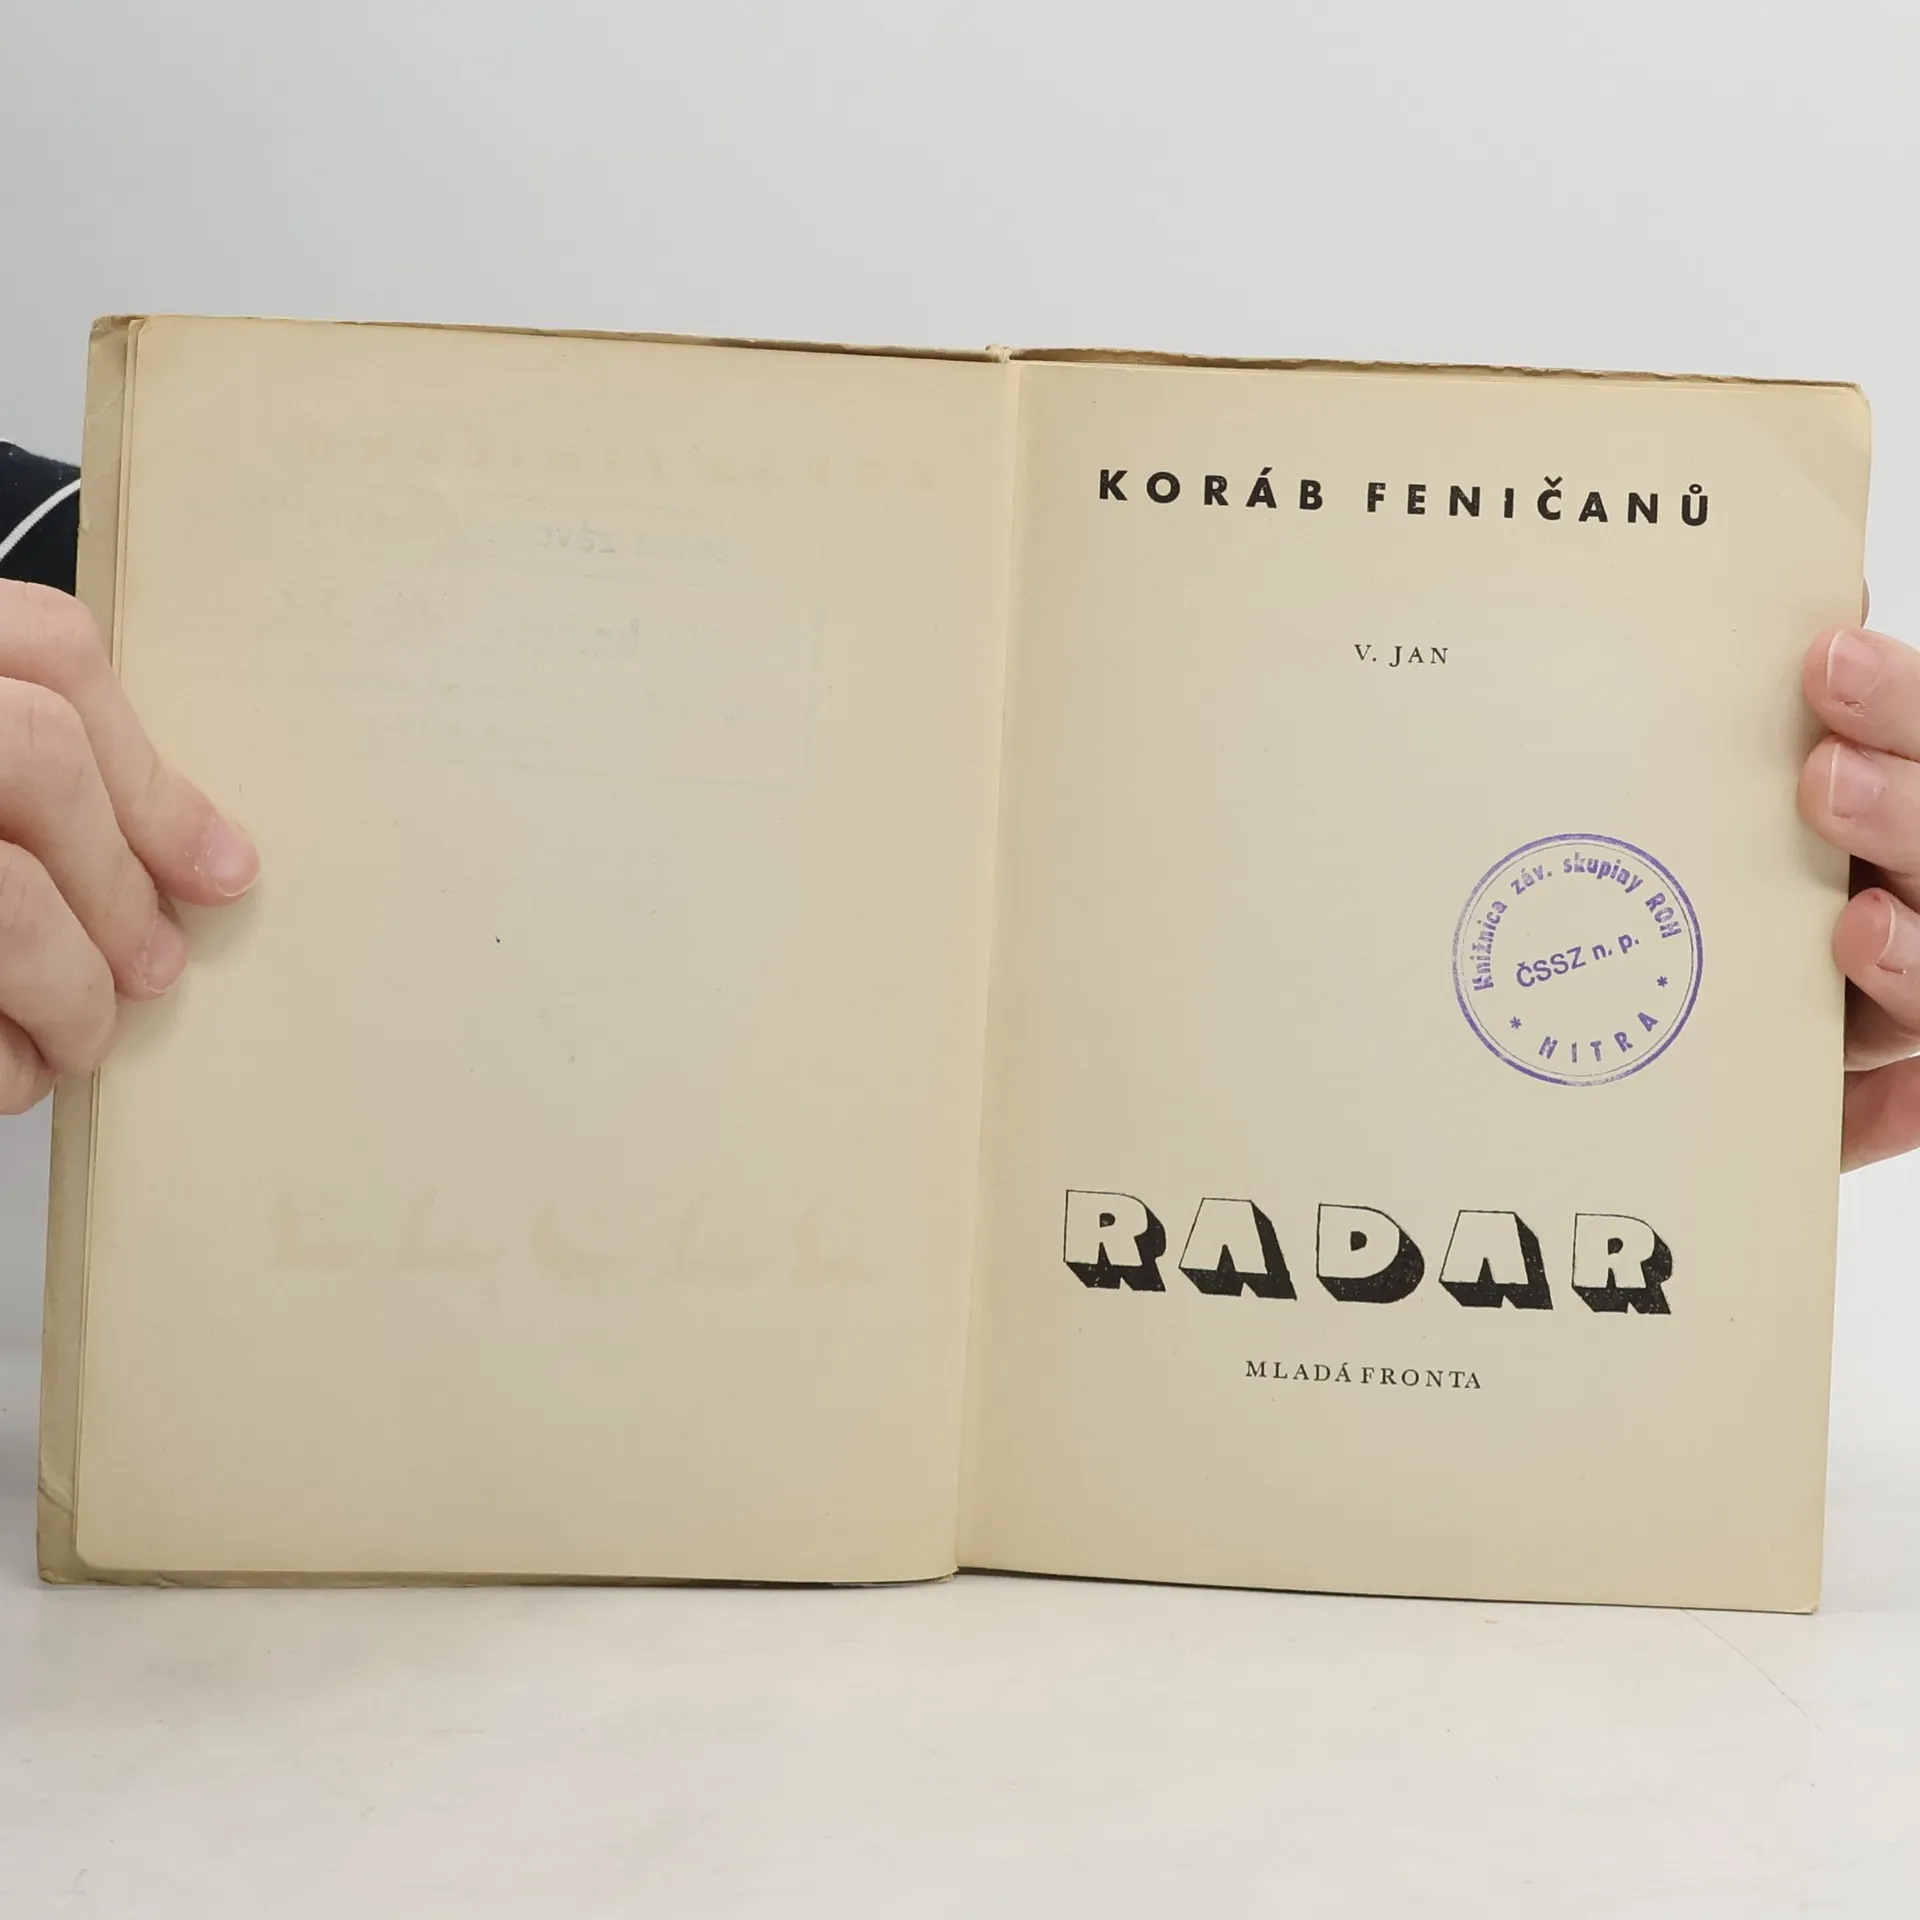 KORÁB FENIČANŮ
V. JAN
Knižnica záv. skupiny ROH
ČSSZ n. p.
* NITRA *
RADAR
MLADÁ FRONTA